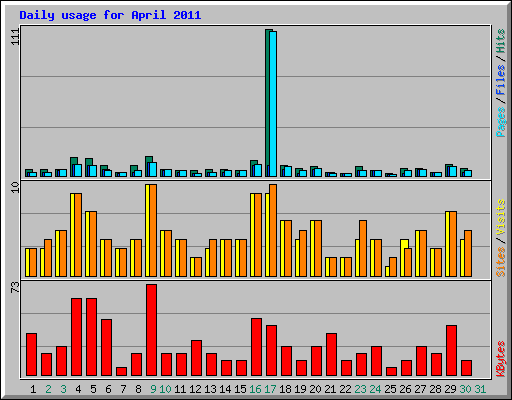 Daily usage for April 2011
111
Pages / Files / Hits
10
Sites / Visits
73
KBytes
1 2 3 4 5 6 7 8 9 10 11 12 13 14 15 16 17 18 19 20 21 22 23 24 25 26 27 28 29 30 31